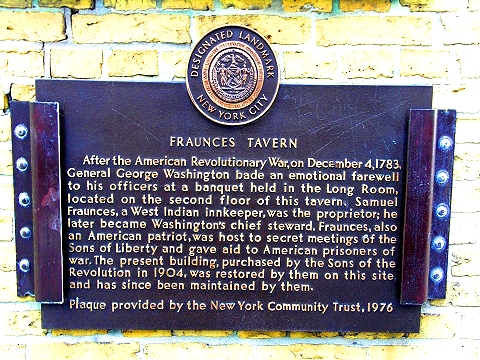 DESIGNATED LANDMARK
NEW YORK CITY
FRAUNCES TAVERN
After the American Revolutionary War, on December 4, 1783,
General George Washington bade an emotional farewell
to his officers at a banquet held in the Long Room,
located on the second floor of this tavern. Samuel
Fraunces, a West Indian innkeeper, was the proprietor; he
later became Washington's chief steward. Fraunces, also
an American patriot, was host to secret meetings of the
Sons of Liberty and gave aid to American prisoners of
war. The present building, purchased by the Sons of the
Revolution in 1904, was restored by them on this site
and has since been maintained by them.
Plaque provided by the New York Community Trust, 1976